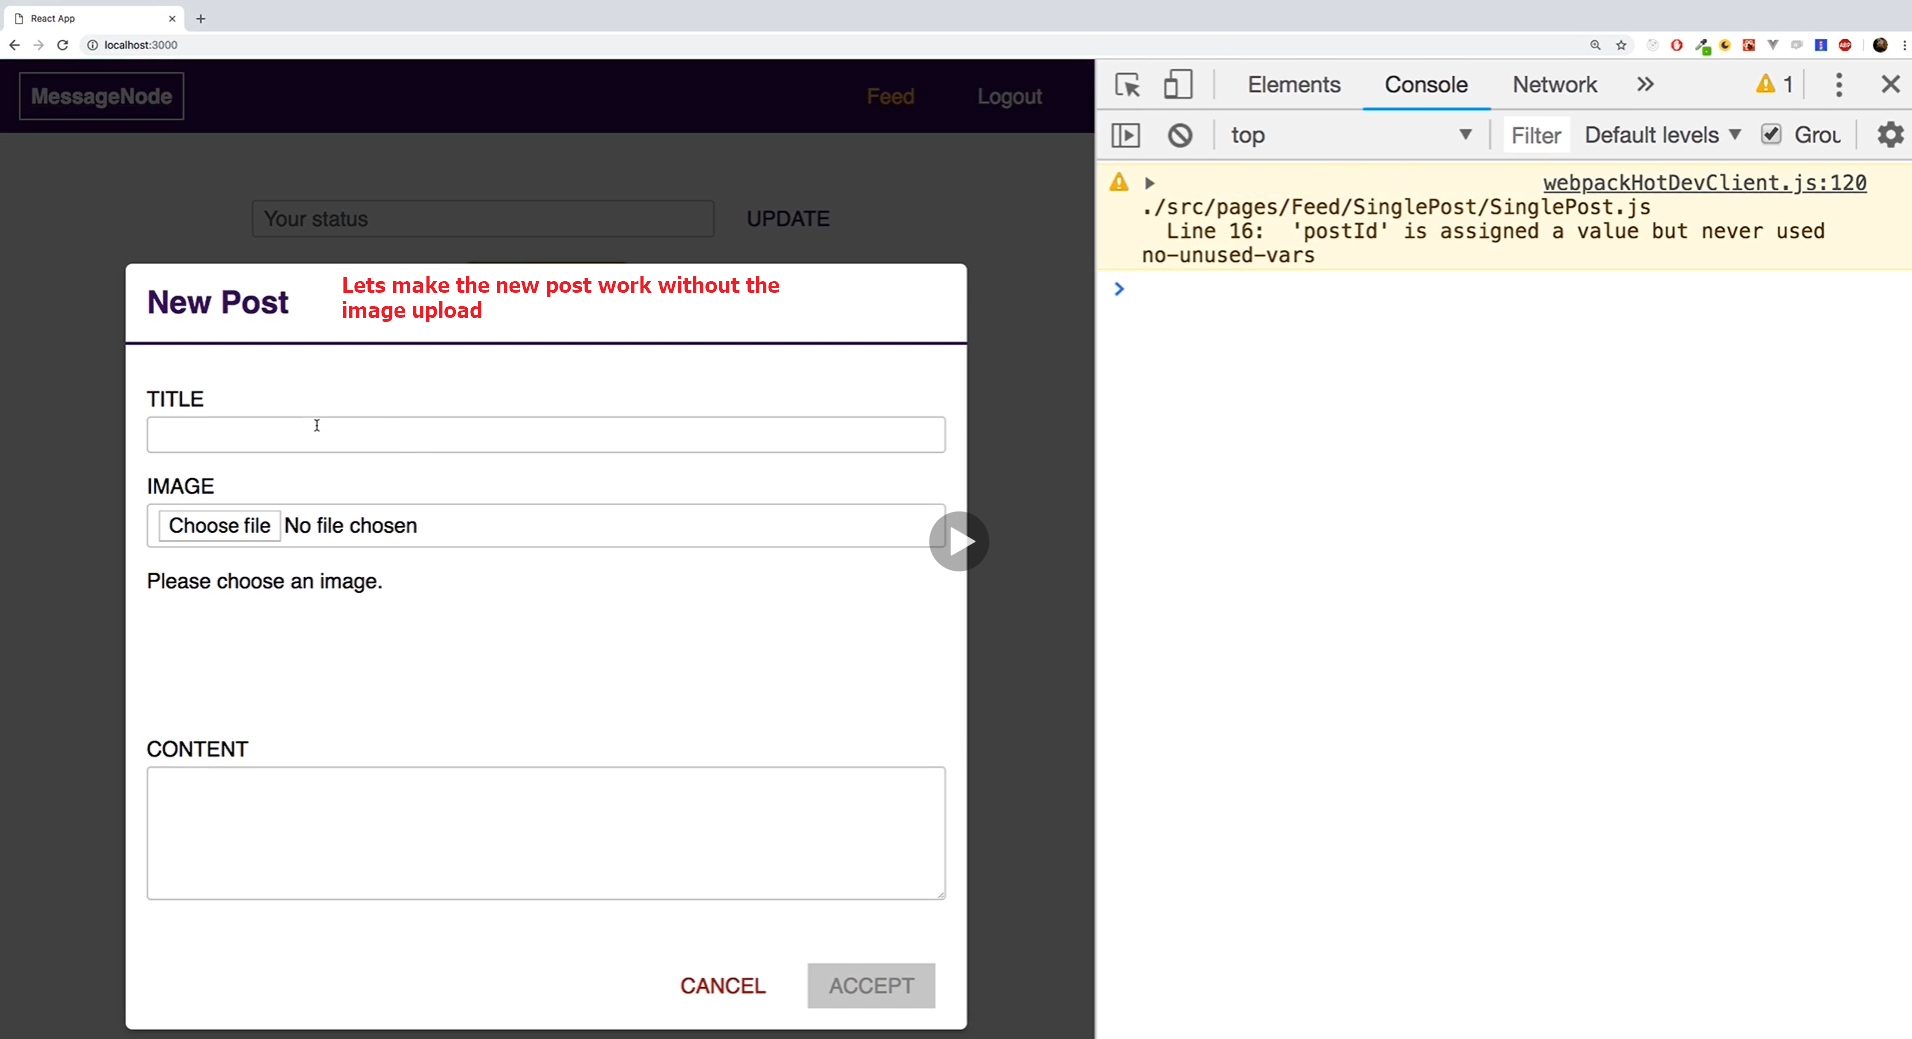 React App
localhost:3000
MessageNode
Feed
Logout
Your status
UPDATE
New Post
Lets make the new post work without the
image upload
TITLE
IMAGE
Choose file No file chosen
Please choose an image.
CONTENT
CANCEL
ACCEPT
Elements
Console
Network
1
top
Filter
Default levels
Grou
webpackHotDevClient.js:120
./src/pages/Feed/SinglePost/SinglePost.js
Line 16:  'postId' is assigned a value but never used
no-unused-vars